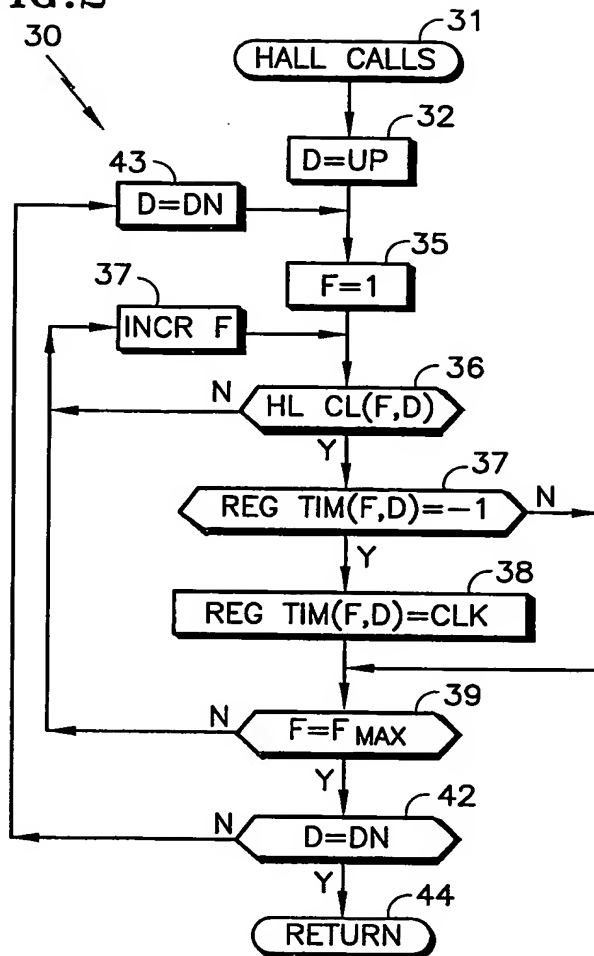 30
31
HALL CALLS
32
D=UP
43
D=DN
35
F=1
37
INCR F
36
N
HL CL(F,D)
Y
37
REG TIM(F,D)=-1
N
Y
38
REG TIM(F,D)=CLK
39
N
F=F MAX
Y
42
N
D=DN
Y
44
RETURN